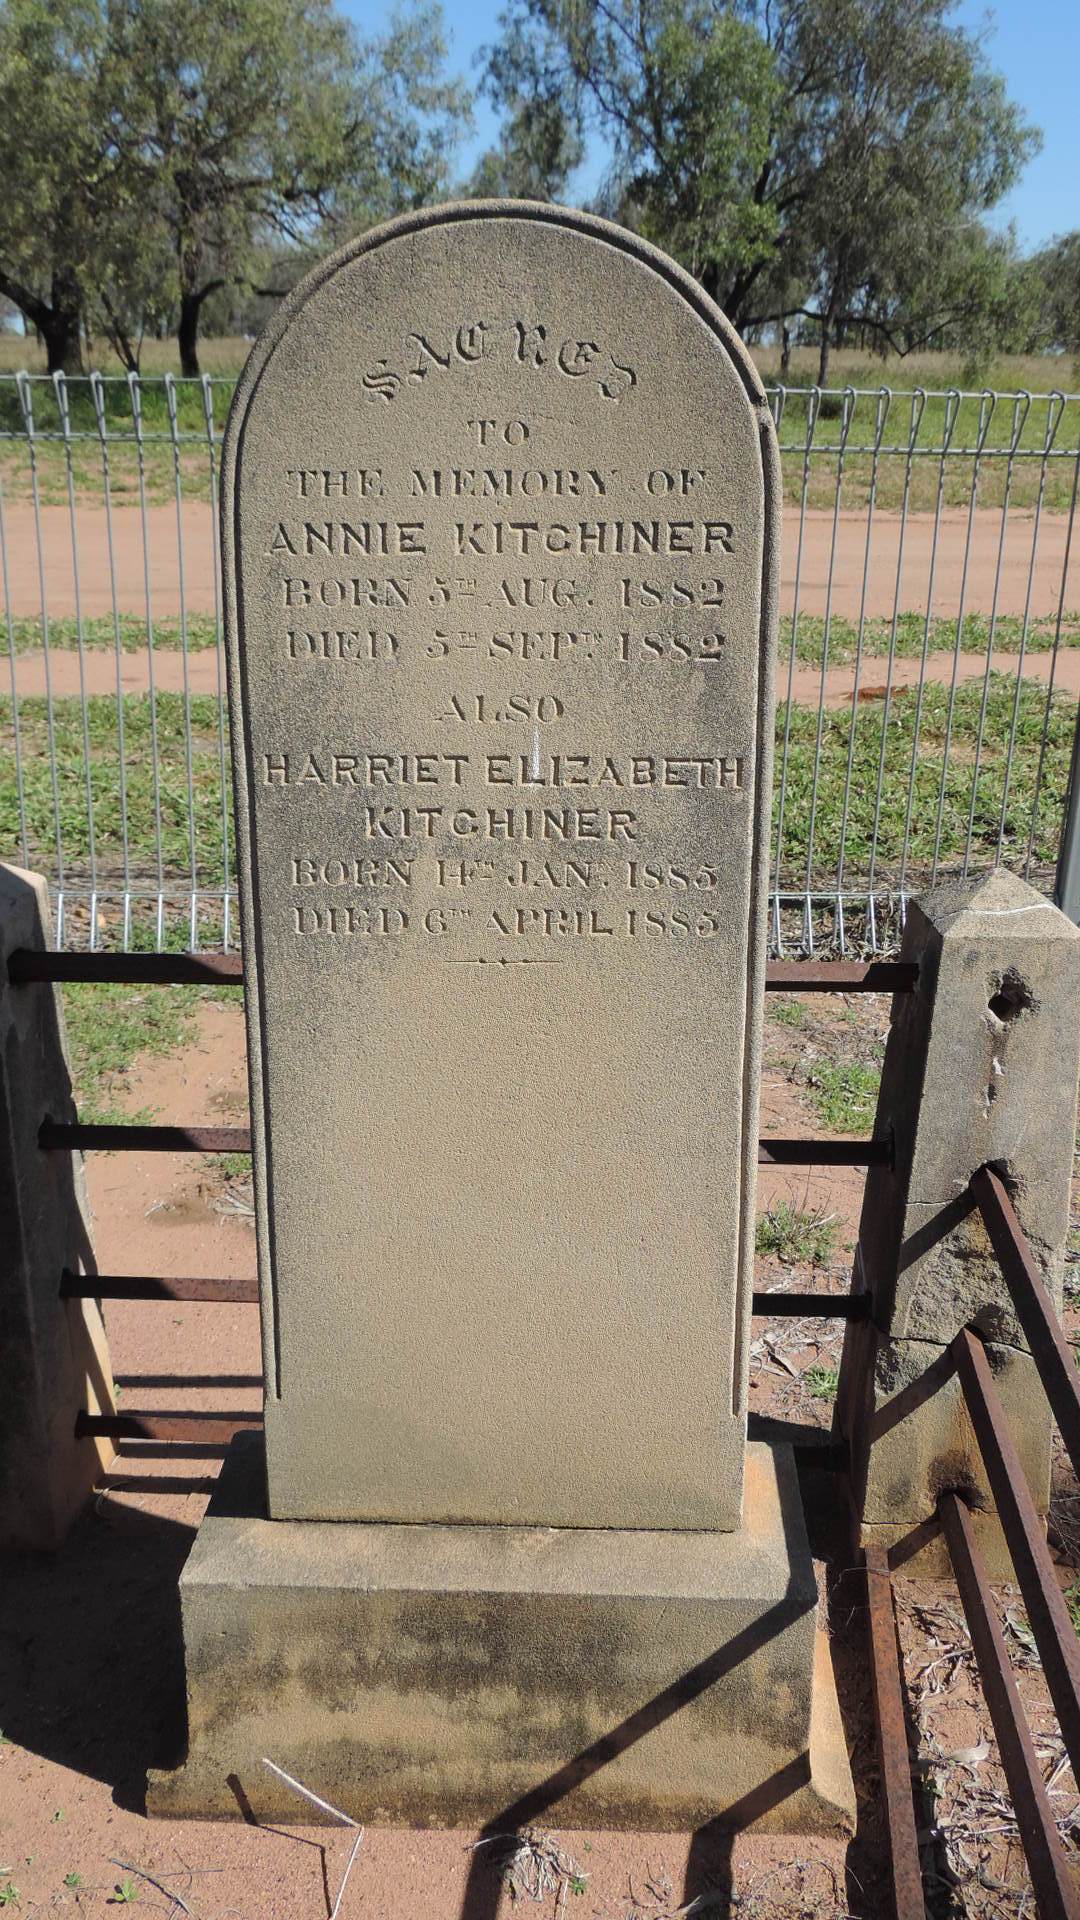 SACRED
TO
THE MEMORY OF
ANNIE KITCHINER
BORN 5TH AUG. 1882
DIED 5TH SEPT. 1882
ALSO
HARRIET ELIZABETH
KITCHINER
BORN 14TH JANY. 1885
DIED 6TH APRIL 1885